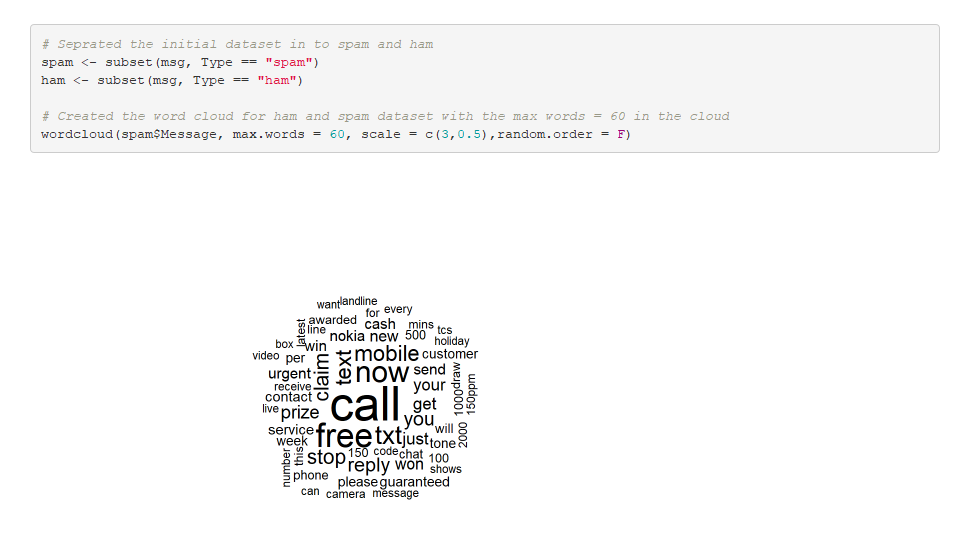 # Seprated the initial dataset in to spam and ham
spam <- subset(msg, Type == "spam")
ham <- subset(msg, Type == "ham")
# Created the word cloud for ham and spam dataset with the max words = 60 in the cloud
wordcloud(spam$Message, max.words = 60, scale = c(3,0.5),random.order = F)
want landline
for every
awarded cash mins
latest line nokia new 500 tcs
box win holiday
video per text mobile customer
urgent claim now send draw
receive your 1000 150ppm
contact call get
live prize you
service free txt just will
week tone 2000
number this stop 150 code chat 100
reply won shows
phone please guaranteed
can camera message